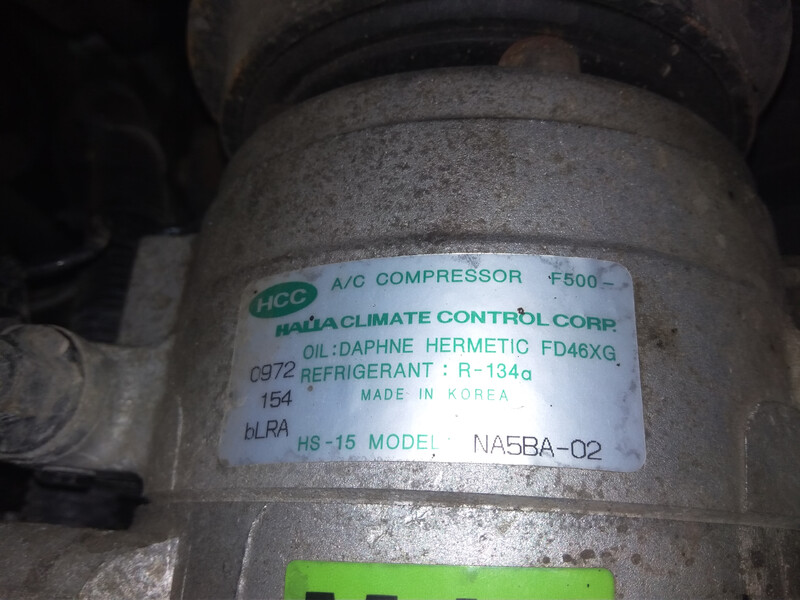 HCC
A/C COMPRESSOR F500-
HALLA CLIMATE CONTROL CORP.
OIL:DAPHNE HERMETIC FD46XG
0972 REFRIGERANT : R-134a
154 MADE IN KOREA
bLRA
HS-15 MODEL: NA5BA-02